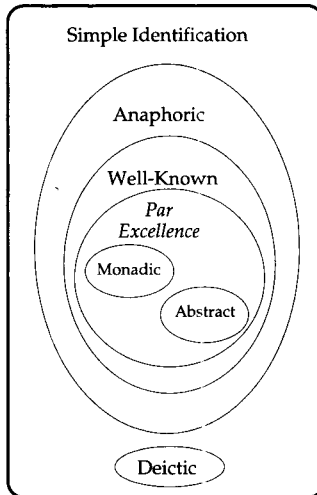 Simple Identification
Anaphoric
Well-Known
Par
Excellence
Monadic
Abstract
Deictic